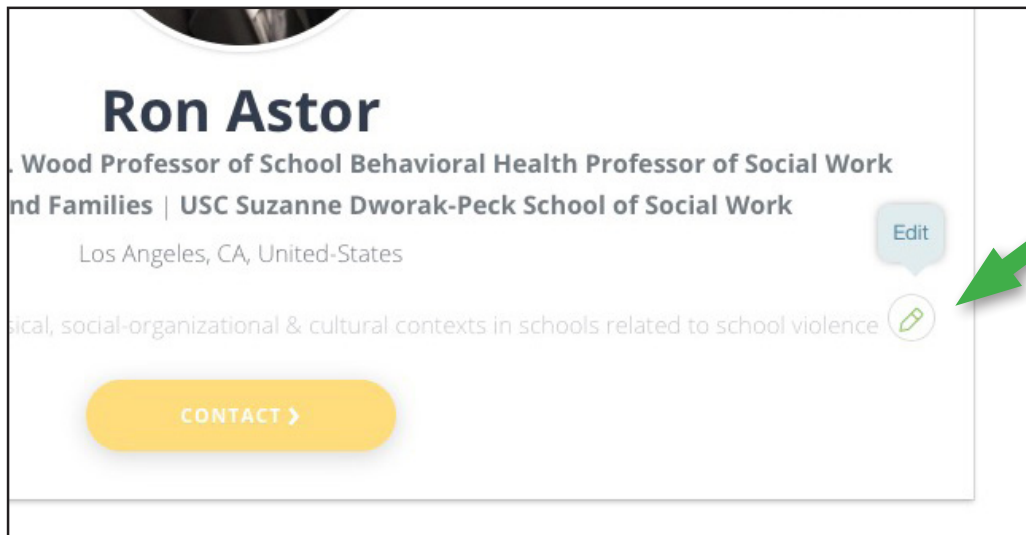 Ron Astor
. Wood Professor of School Behavioral Health Professor of Social Work
nd Families | USC Suzanne Dworak-Peck School of Social Work
Edit
Los Angeles, CA, United-States
sical, social-organizational & cultural contexts in schools related to school violence
CONTACT ❯